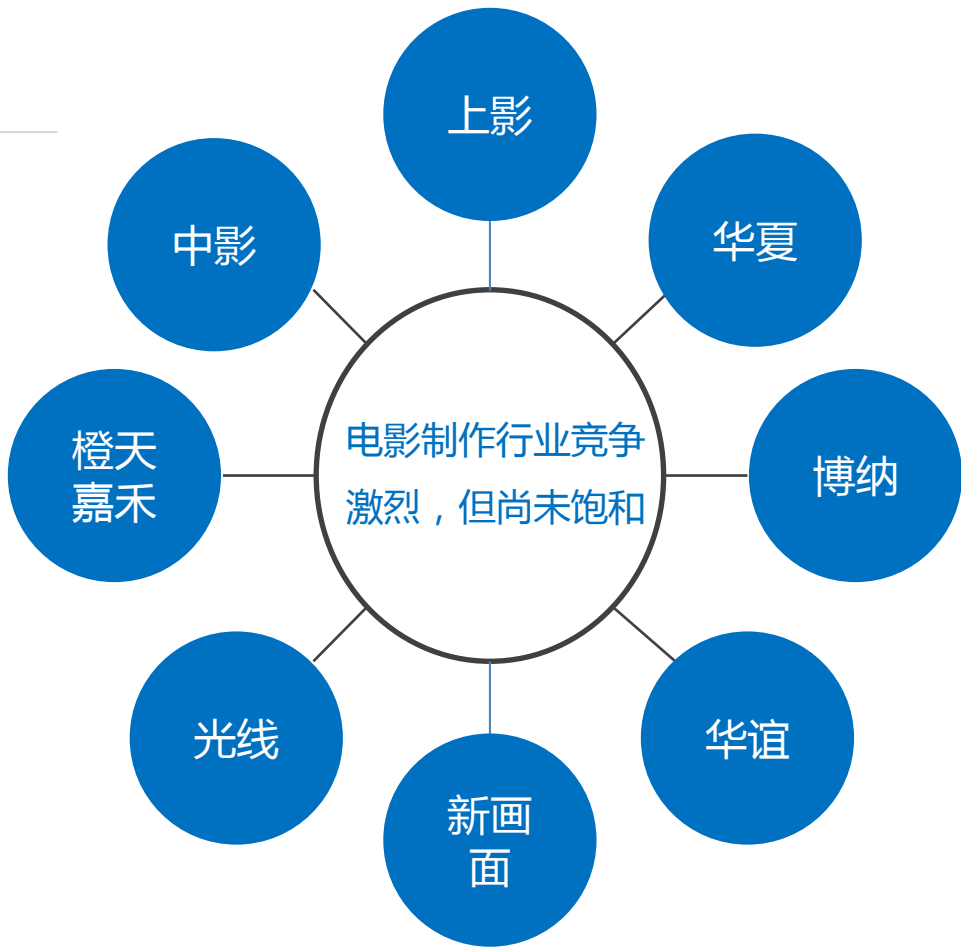 上影
中影
华夏
橙天
嘉禾
电影制作行业竞争
激烈，但尚未饱和
博纳
光线
华谊
新画
面